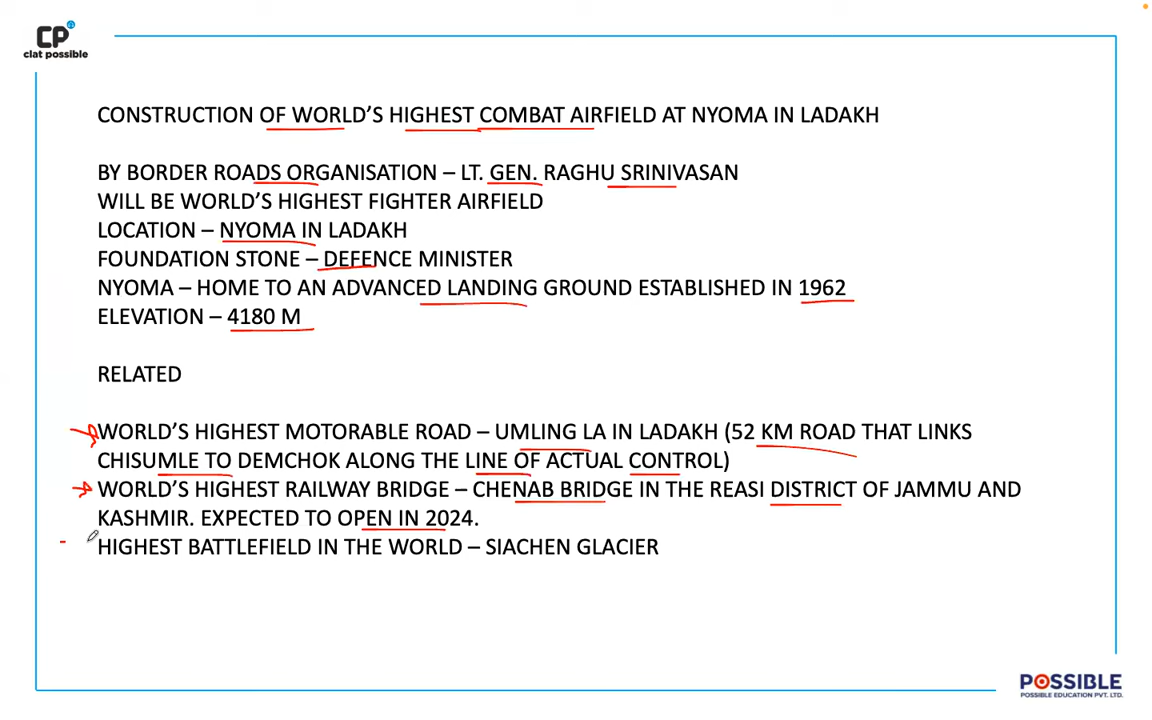 CP
clat possible
CONSTRUCTION OF WORLD'S HIGHEST COMBAT AIRFIELD AT NYOMA IN LADAKH
BY BORDER ROADS ORGANISATION – LT. GEN. RAGHU SRINIVASAN
WILL BE WORLD'S HIGHEST FIGHTER AIRFIELD
LOCATION – NYOMA IN LADAKH
FOUNDATION STONE – DEFENCE MINISTER
NYOMA – HOME TO AN ADVANCED LANDING GROUND ESTABLISHED IN 1962
ELEVATION – 4180 M
RELATED
WORLD'S HIGHEST MOTORABLE ROAD – UMLING LA IN LADAKH (52 KM ROAD THAT LINKS
CHISUMLE TO DEMCHOK ALONG THE LINE OF ACTUAL CONTROL)
WORLD'S HIGHEST RAILWAY BRIDGE – CHENAB BRIDGE IN THE REASI DISTRICT OF JAMMU AND
KASHMIR. EXPECTED TO OPEN IN 2024.
HIGHEST BATTLEFIELD IN THE WORLD – SIACHEN GLACIER
POSSIBLE
POSSIBLE EDUCATION PVT. LTD.